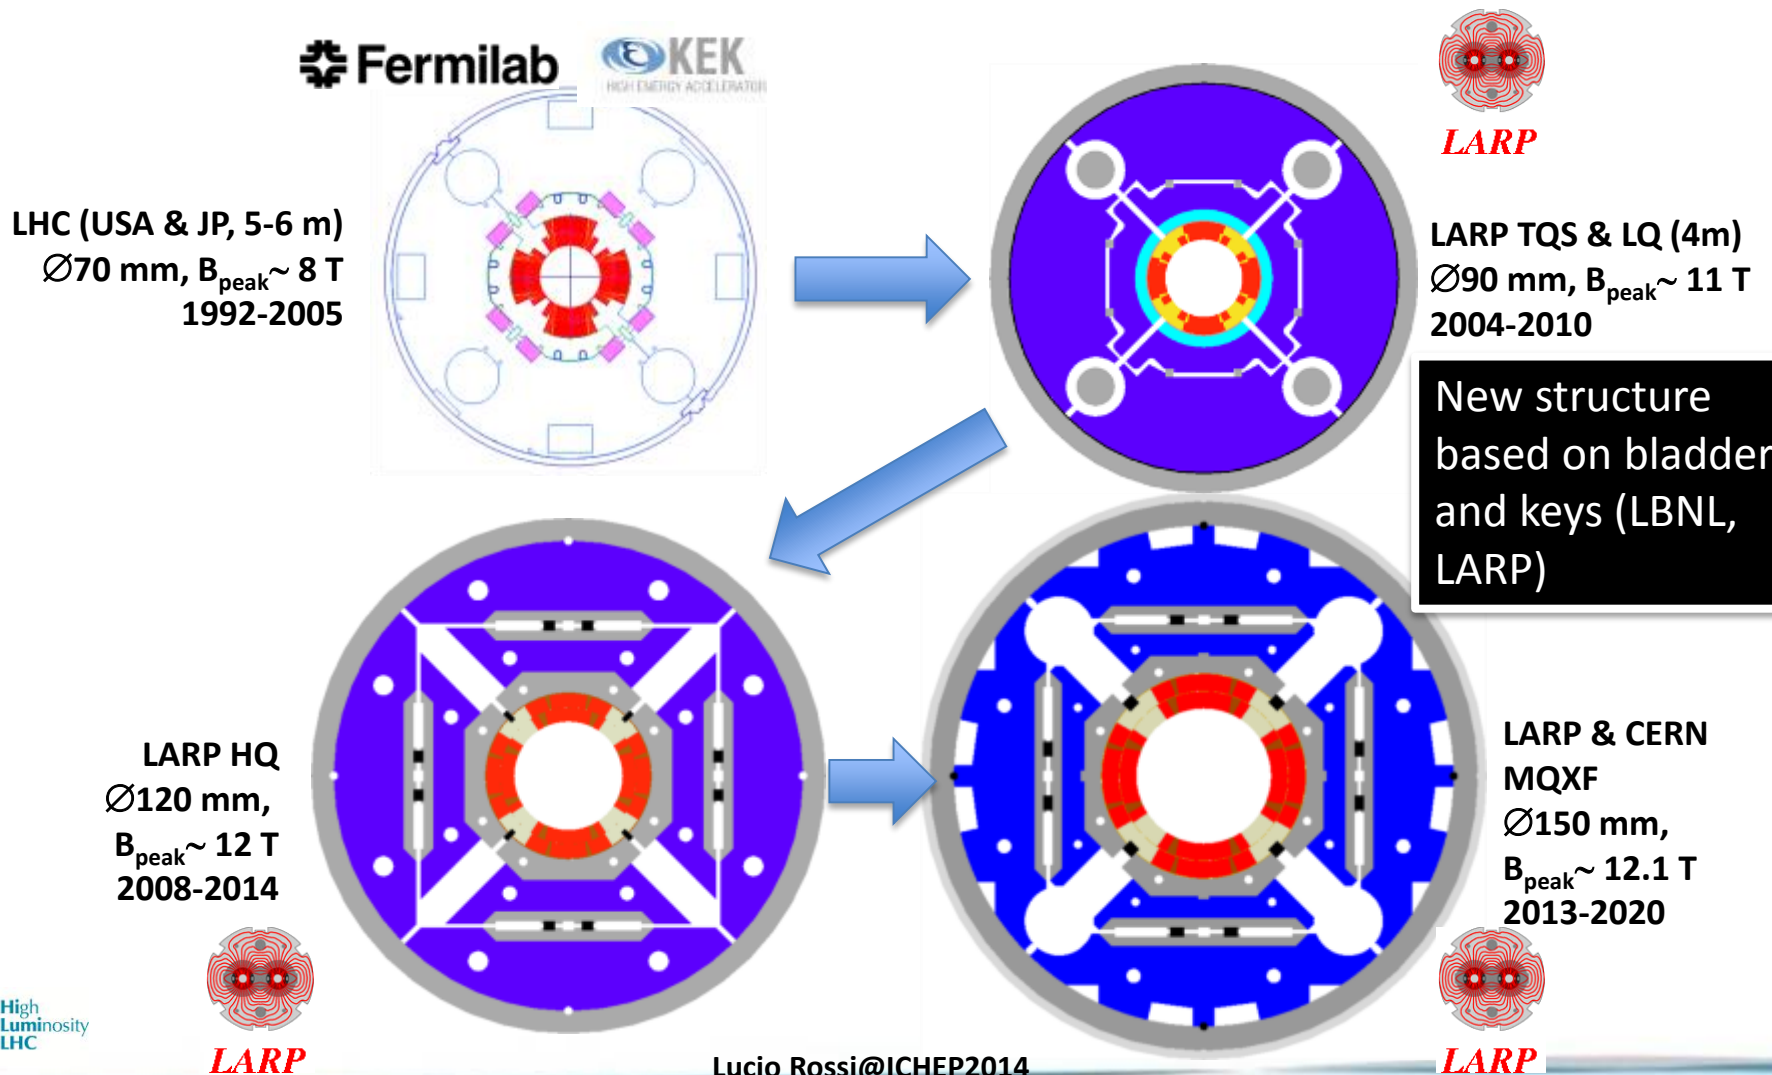 Fermilab
KEK
HIGH ENERGY ACCELERATOR
LARP
LHC (USA & JP, 5-6 m)
∅70 mm, Bpeak~ 8 T
1992-2005
LARP TQS & LQ (4m)
∅90 mm, Bpeak~ 11 T
2004-2010
New structure
based on bladder
and keys (LBNL,
LARP)
LARP HQ
∅120 mm,
Bpeak~ 12 T
2008-2014
LARP & CERN
MQXF
∅150 mm,
Bpeak~ 12.1 T
2013-2020
High
Luminosity
LHC
LARP
Lucio Rossi@ICHEP2014
LARP